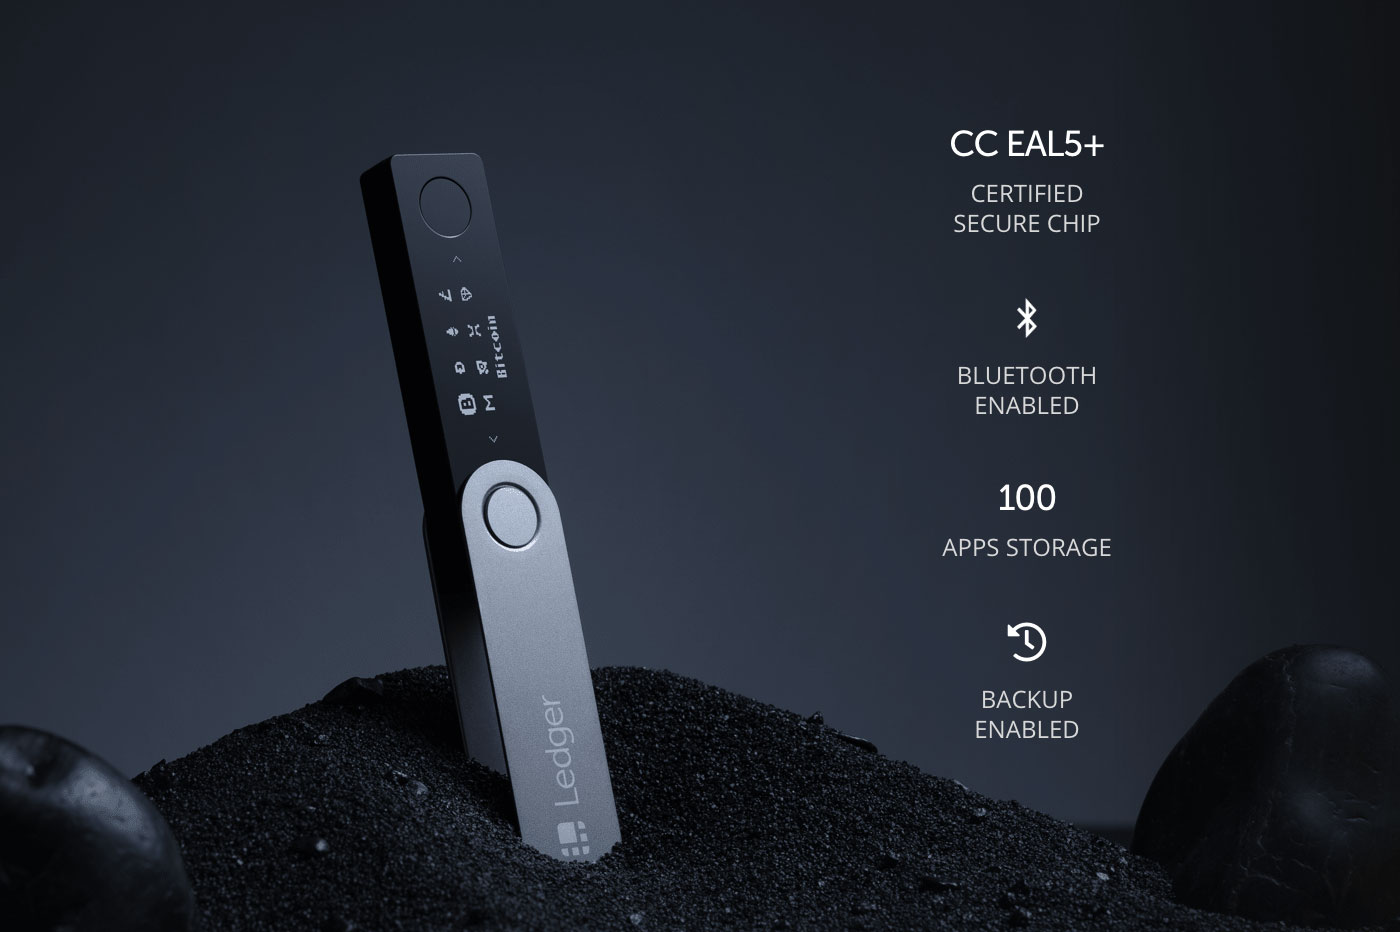 Bitcoin
Ledger
CC EAL5+
CERTIFIED
SECURE CHIP
BLUETOOTH
ENABLED
100
APPS STORAGE
BACKUP
ENABLED